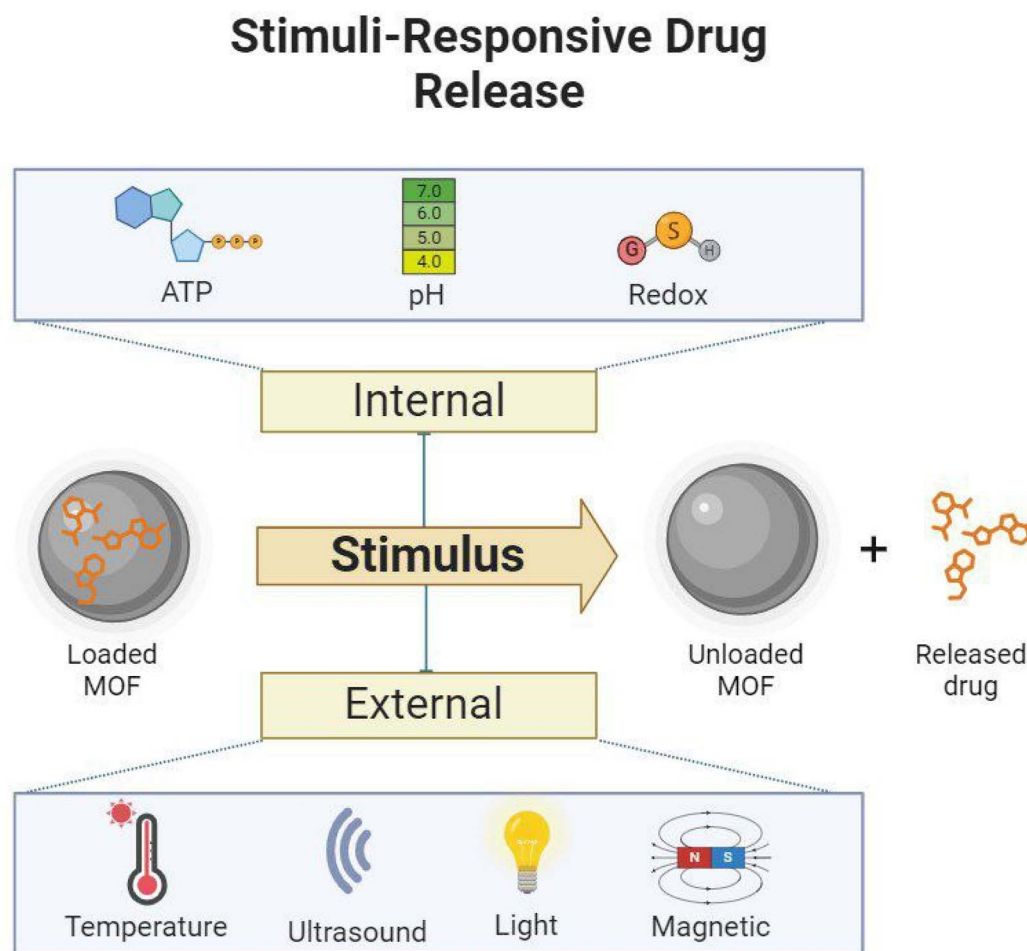 Stimuli-Responsive Drug
Release
7.0
6.0
5.0
4.0
P P P
G S H
ATP
pH
Redox
Internal
Stimulus
+
Loaded
MOF
Unloaded
MOF
Released
drug
External
N S
Temperature
Ultrasound
Light
Magnetic